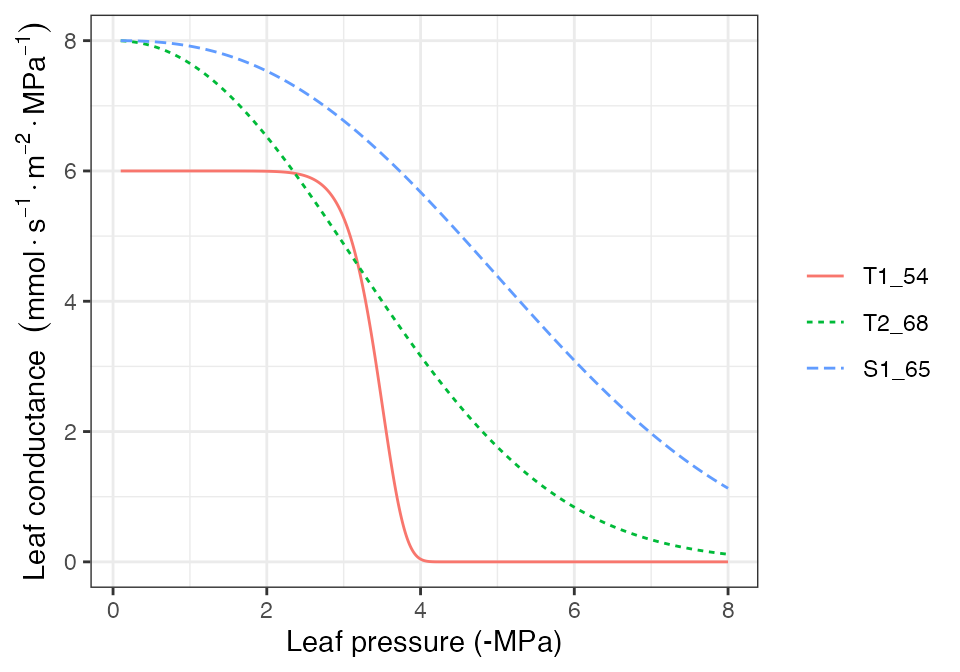 Leaf conductance (mmol · s⁻¹ · m⁻² · MPa⁻¹)
8
6
4
2
0
0 2 4 6 8
Leaf pressure (-MPa)
T1_54
T2_68
S1_65